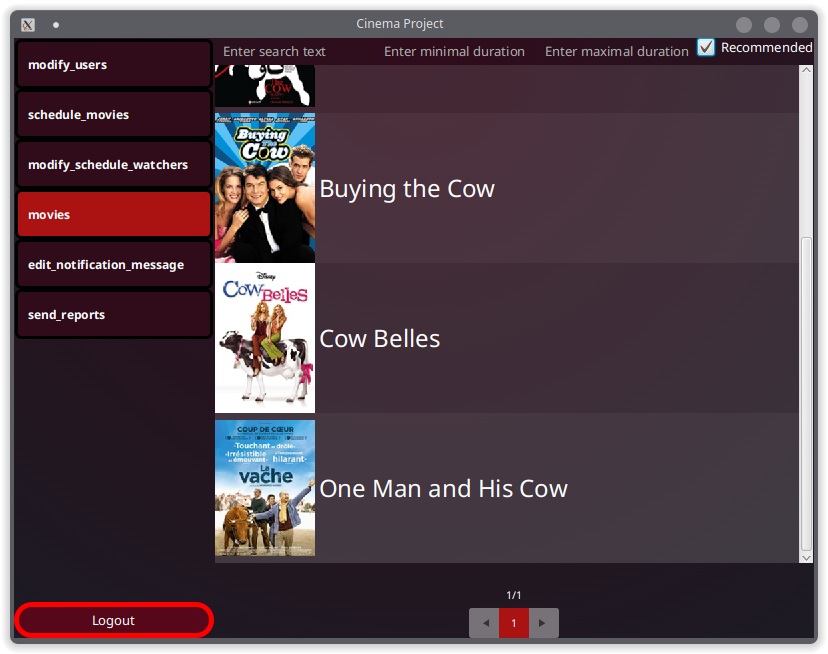 Cinema Project
modify_users
schedule_movies
modify_schedule_watchers
movies
edit_notification_message
send_reports
Logout
Enter search text
Enter minimal duration
Enter maximal duration
Recommended
COW
Buying
The
Cow
Buying the Cow
Disney
Cow Belles
Cow Belles
COUP DE CŒUR
-Touchant et drôle-
-Irrésistible
et émouvant-
-hilarant-
La
vache
One Man and His Cow
1/1
1